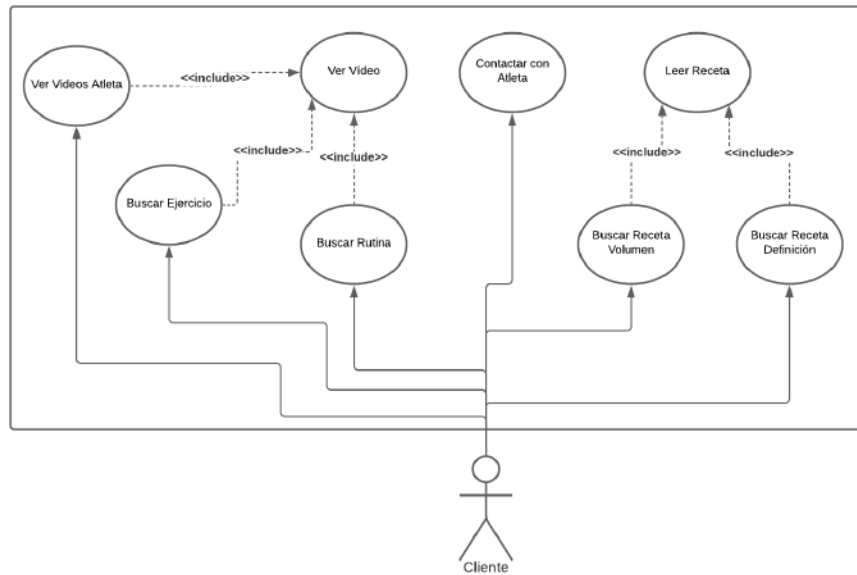 Ver Videos Atleta
<<include>>
Ver Vídeo
Contactar con
Atleta
Leer Receta
<<include>>
<<include>>
<<include>>
<<include>>
Buscar Ejercicio
Buscar Rutina
Buscar Receta
Volumen
Buscar Receta
Definición
Cliente